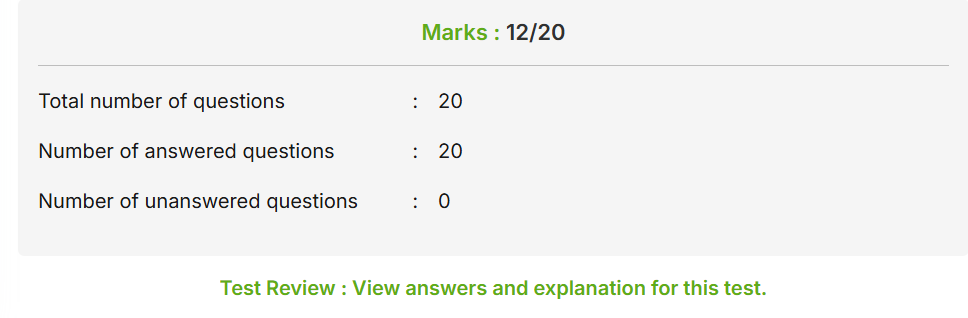 Marks : 12/20
Total number of questions : 20
Number of answered questions : 20
Number of unanswered questions : 0
Test Review : View answers and explanation for this test.